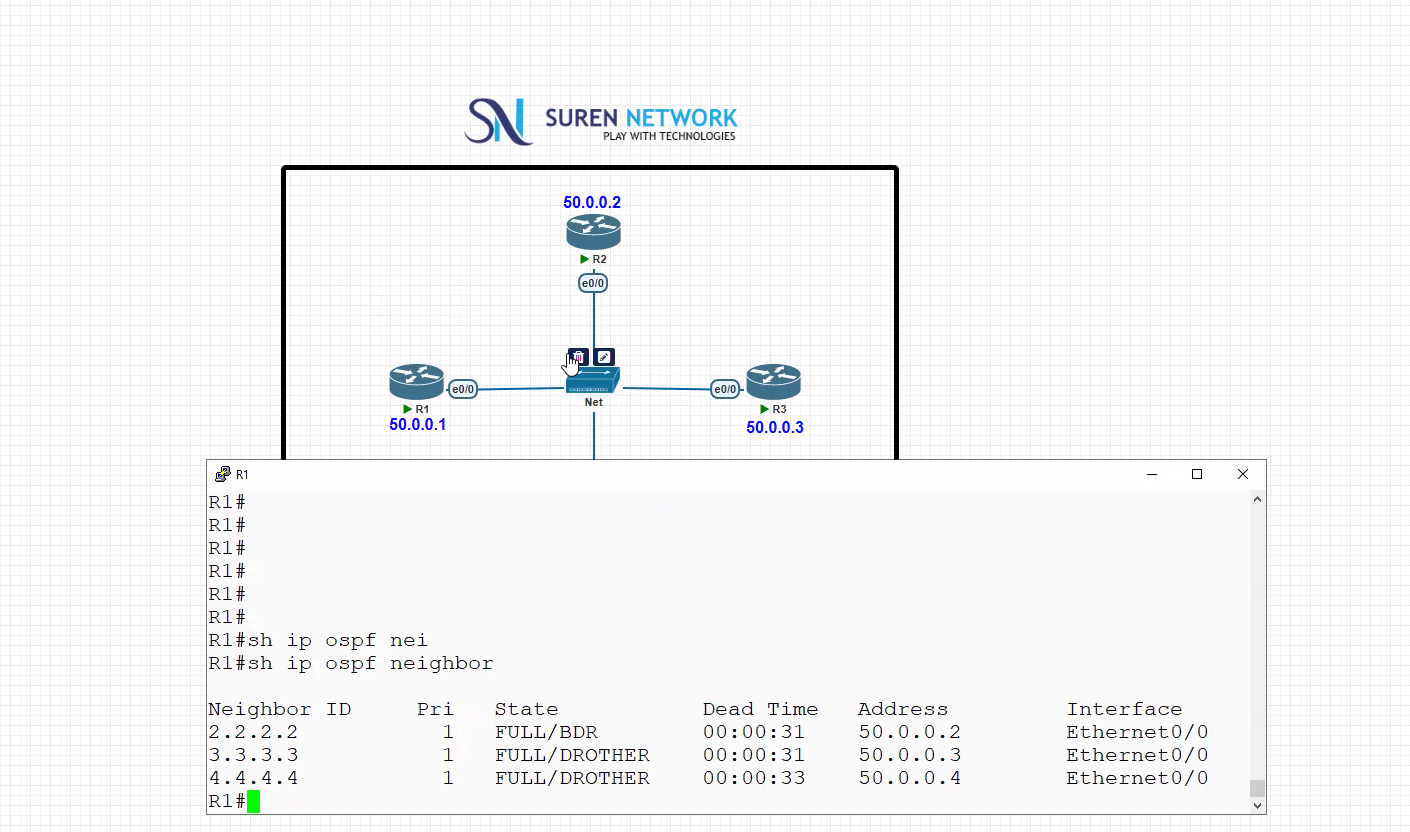 SN SUREN NETWORK
PLAY WITH TECHNOLOGIES
50.0.0.2
R2
e0/0
R1
50.0.0.1
e0/0
Net
e0/0
R3
50.0.0.3
R1
R1#
R1#
R1#
R1#
R1#
R1#
R1#sh ip ospf nei
R1#sh ip ospf neighbor
Neighbor ID Pri State Dead Time Address Interface
2.2.2.2 1 FULL/BDR 00:00:31 50.0.0.2 Ethernet0/0
3.3.3.3 1 FULL/DROTHER 00:00:31 50.0.0.3 Ethernet0/0
4.4.4.4 1 FULL/DROTHER 00:00:33 50.0.0.4 Ethernet0/0
R1#